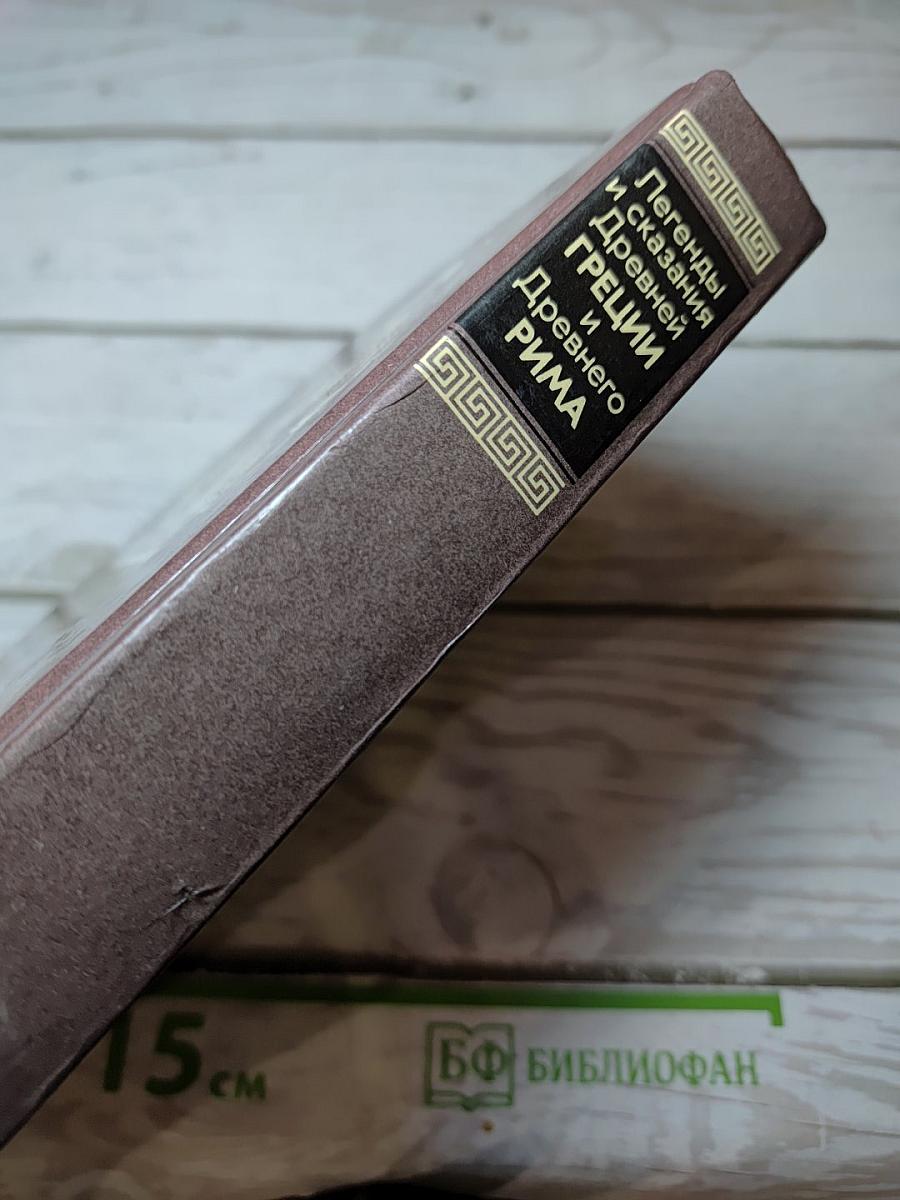 Легенды
и сказания
Древней
ГРЕЦИИ
и
Древнего
РИМА
15 см
БФ БИБЛИОФАН